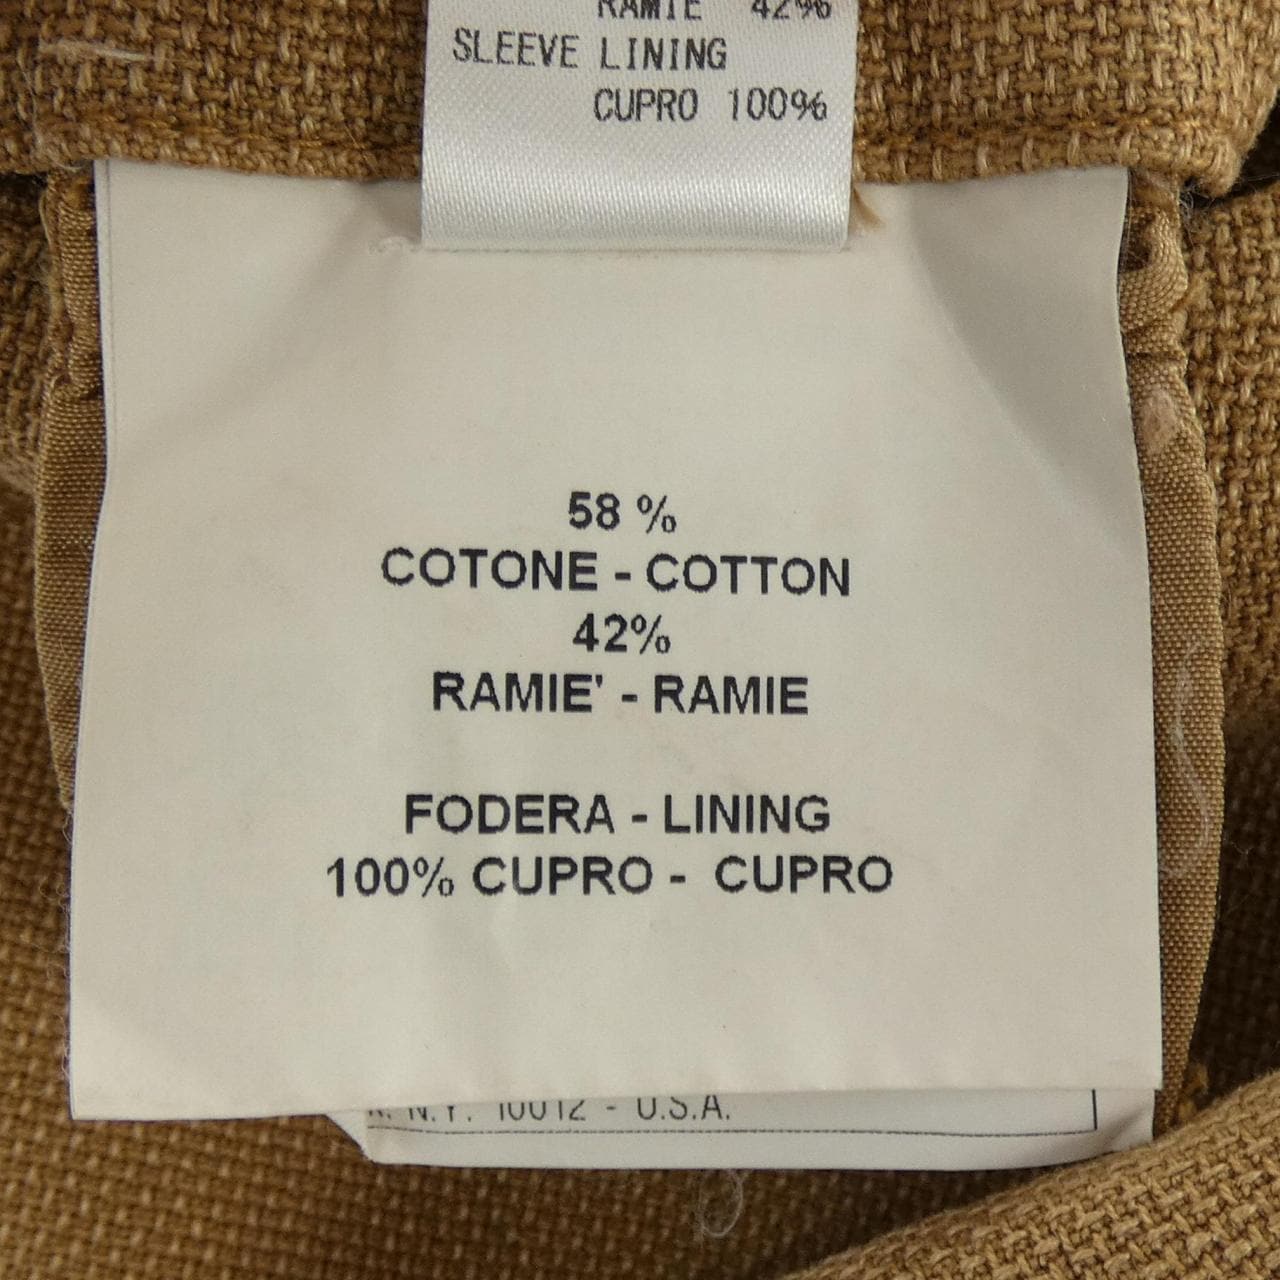 RAMIE 42%
SLEEVE LINING
CUPRO 100%
58 %
COTONE - COTTON
42%
RAMIE' - RAMIE
FODERA - LINING
100% CUPRO - CUPRO
N.Y. 10012 - U.S.A.